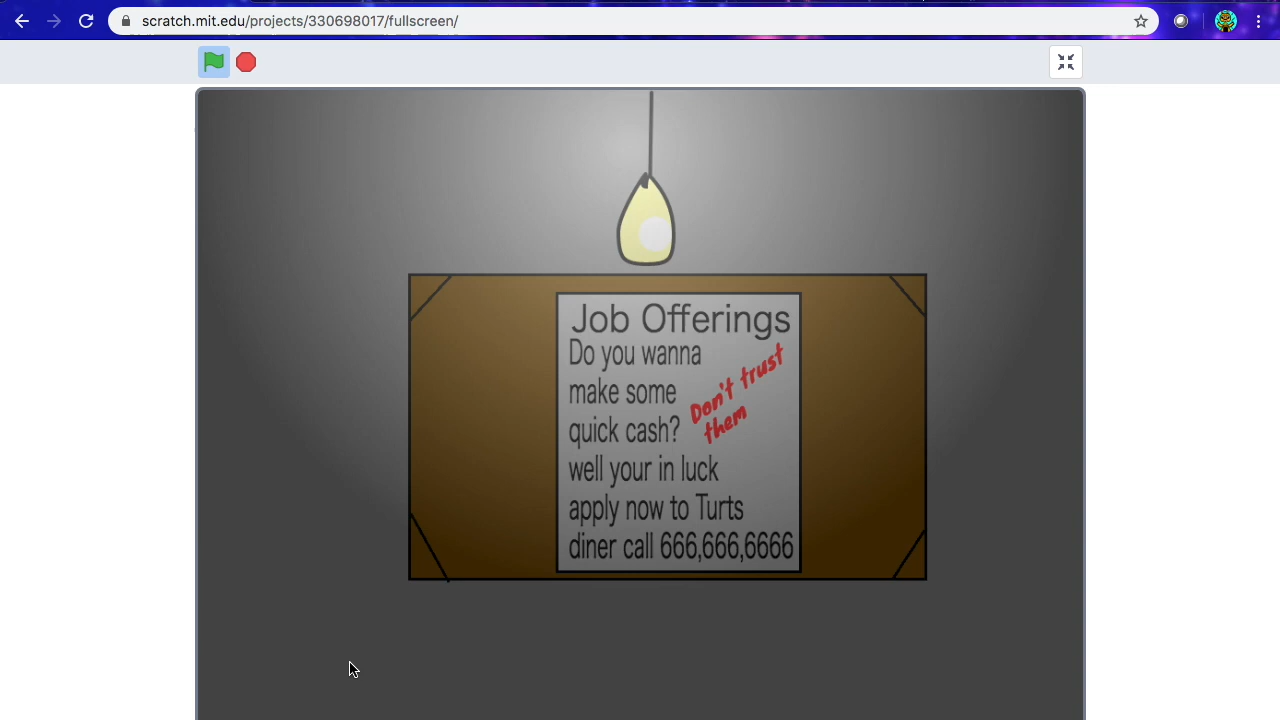 scratch.mit.edu/projects/330698017/fullscreen/
Job Offerings
Do you wanna
make some
quick cash?
Don't trust
them
well your in luck
apply now to Turts
diner call 666,666,6666